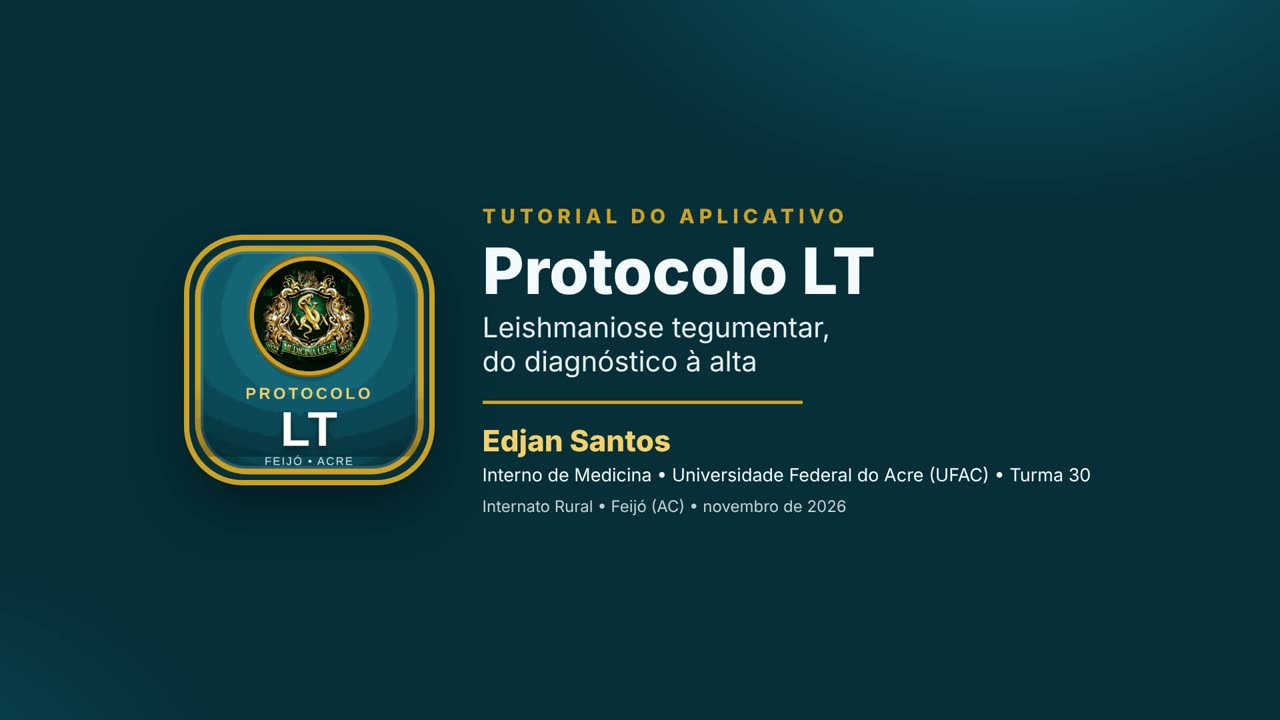 TUTORIAL DO APLICATIVO
Protocolo LT
Leishmaniose tegumentar,
do diagnóstico à alta
Edjan Santos
Interno de Medicina • Universidade Federal do Acre (UFAC) • Turma 30
Internato Rural • Feijó (AC) • novembro de 2026
X X
PROTOCOLO
LT
FEIJÓ • ACRE